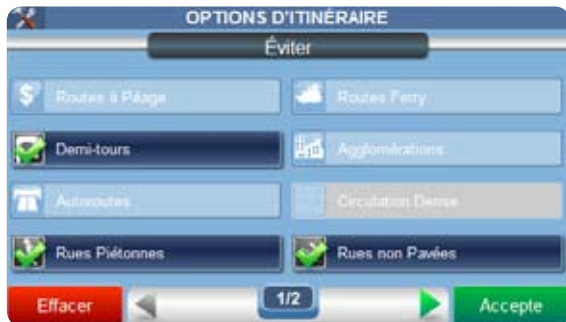 OPTIONS D'ITINÉRAIRE
Éviter
Routes à Péage
Routes Ferry
Demi-tours
Agglomérations
Autoroutes
Circulation Dense
Rues Piétonnes
Rues non Pavées
Effacer
1/2
Accepte